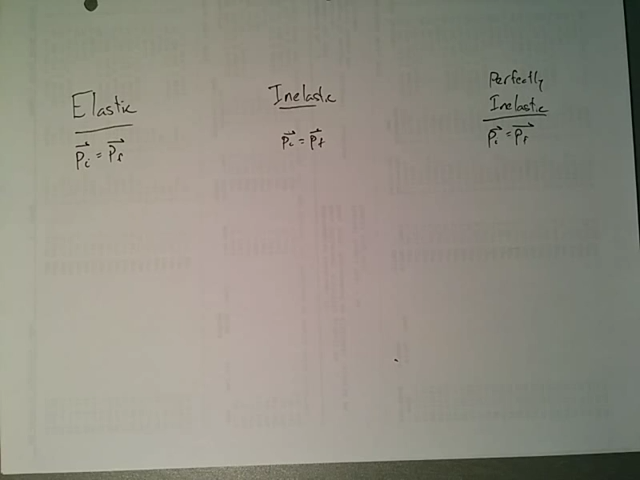 Elastic
Inelastic
Perfectly
Inelastic
p⃗ᵢ = p⃗f
p⃗ᵢ = p⃗f
p⃗ᵢ = p⃗f